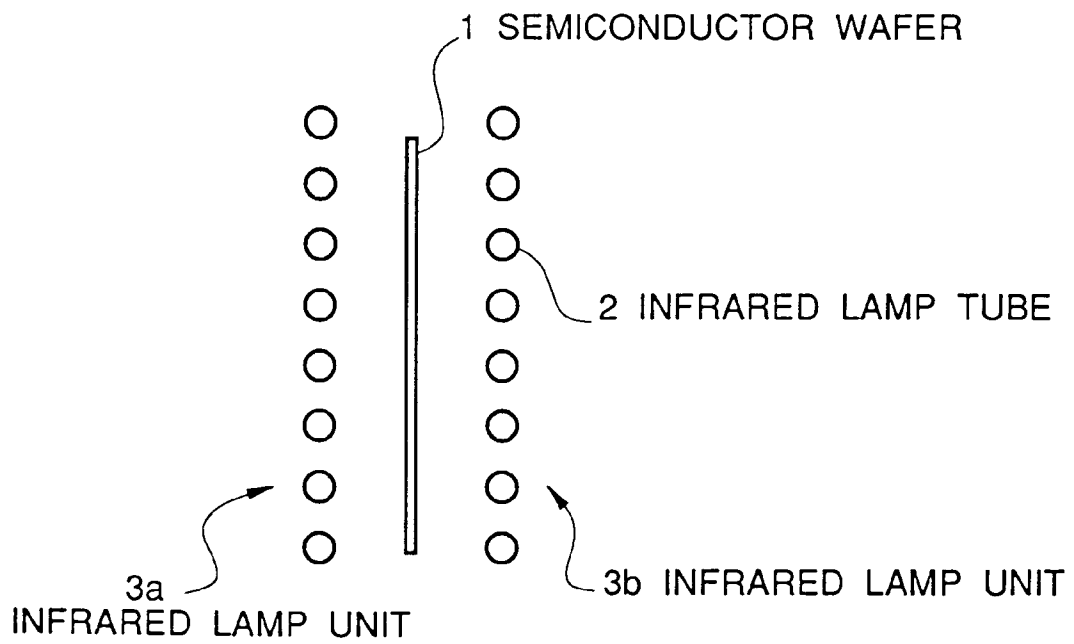 1 SEMICONDUCTOR WAFER
2 INFRARED LAMP TUBE
3a
INFRARED LAMP UNIT
3b INFRARED LAMP UNIT